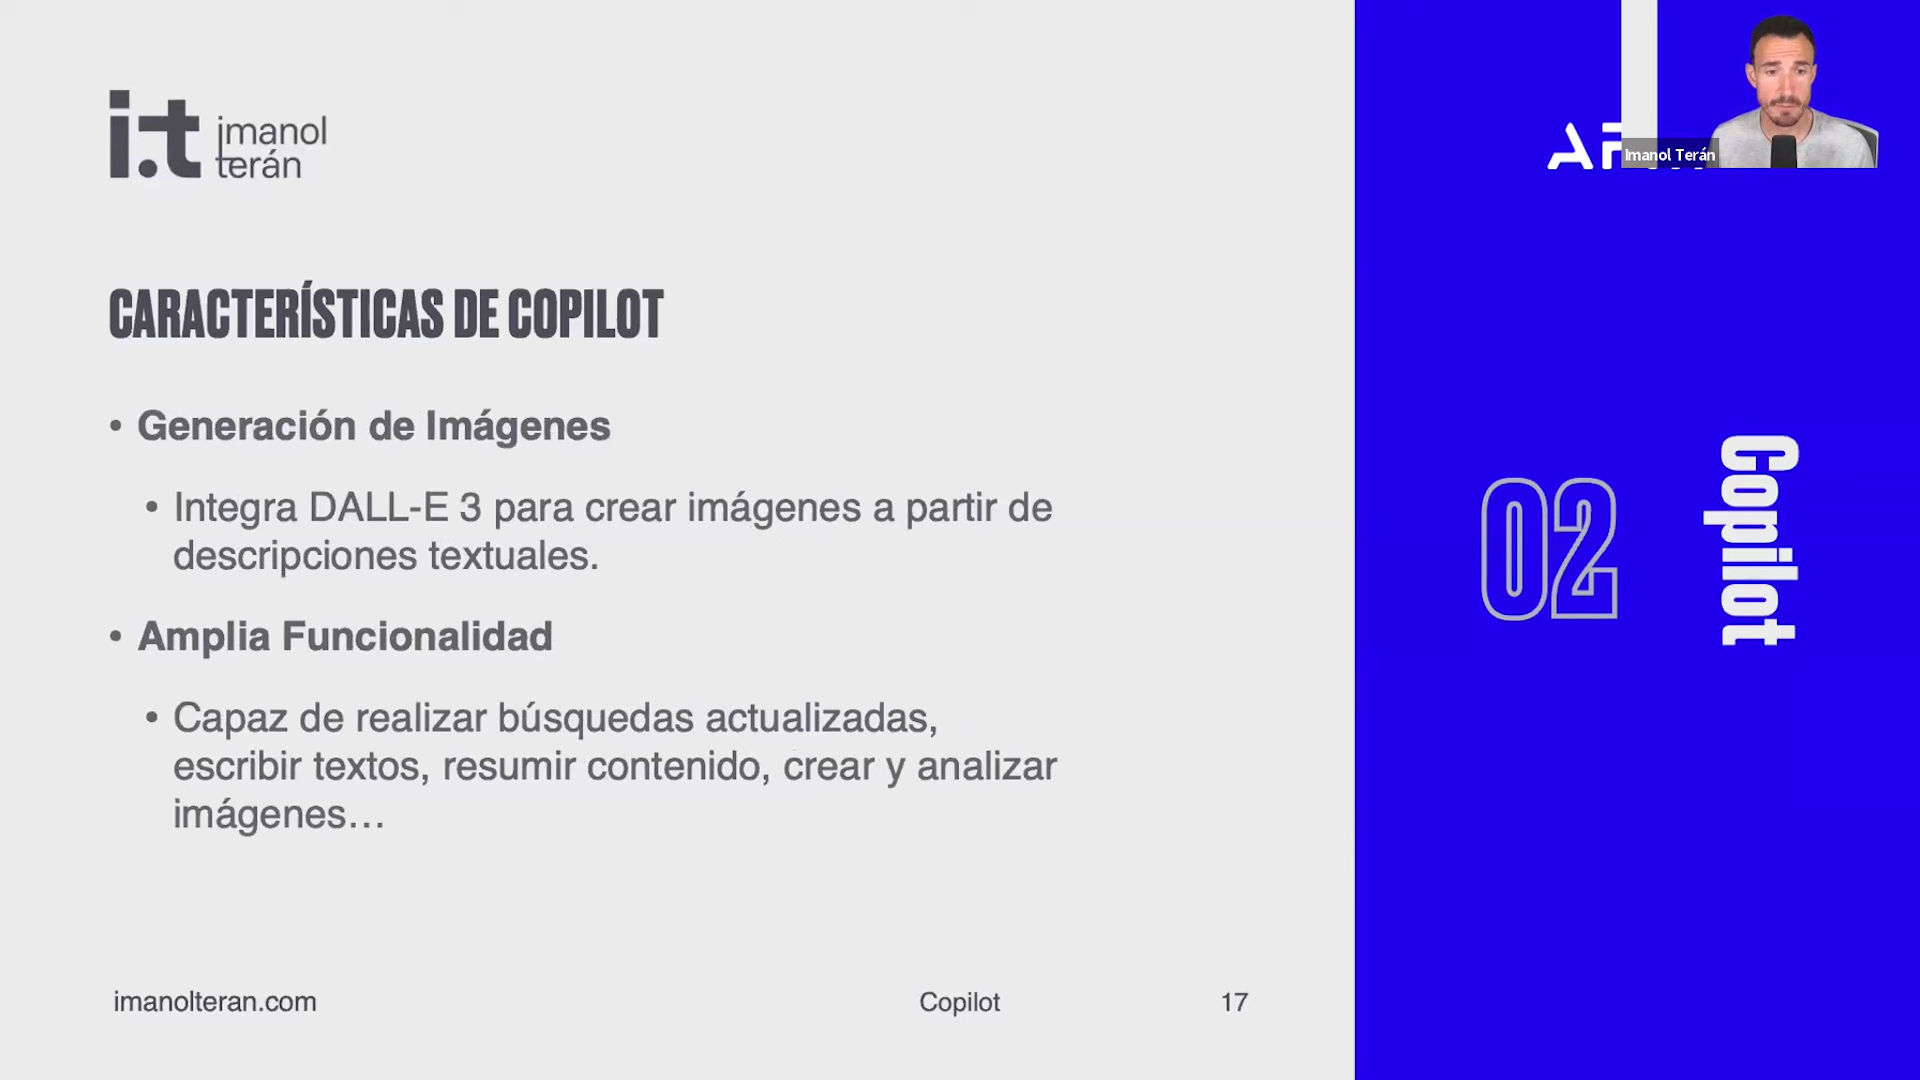 i.t imanol
terán
CARACTERÍSTICAS DE COPILOT
• Generación de Imágenes
• Integra DALL-E 3 para crear imágenes a partir de
descripciones textuales.
• Amplia Funcionalidad
• Capaz de realizar búsquedas actualizadas,
escribir textos, resumir contenido, crear y analizar
imágenes…
imanolteran.com
Copilot
17
Imanol Terán
02
Copilot